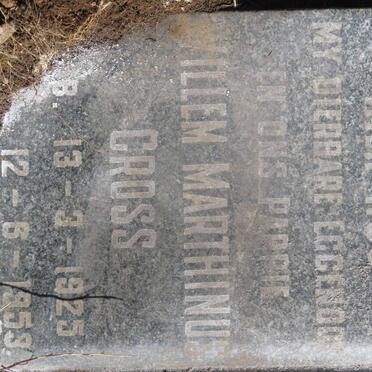 MY DIERBARE EGGENOOT
EN ONS PAPPIE
WILLEM MARTHINUS
CROSS
B. 13-3-1925
12-6-1953